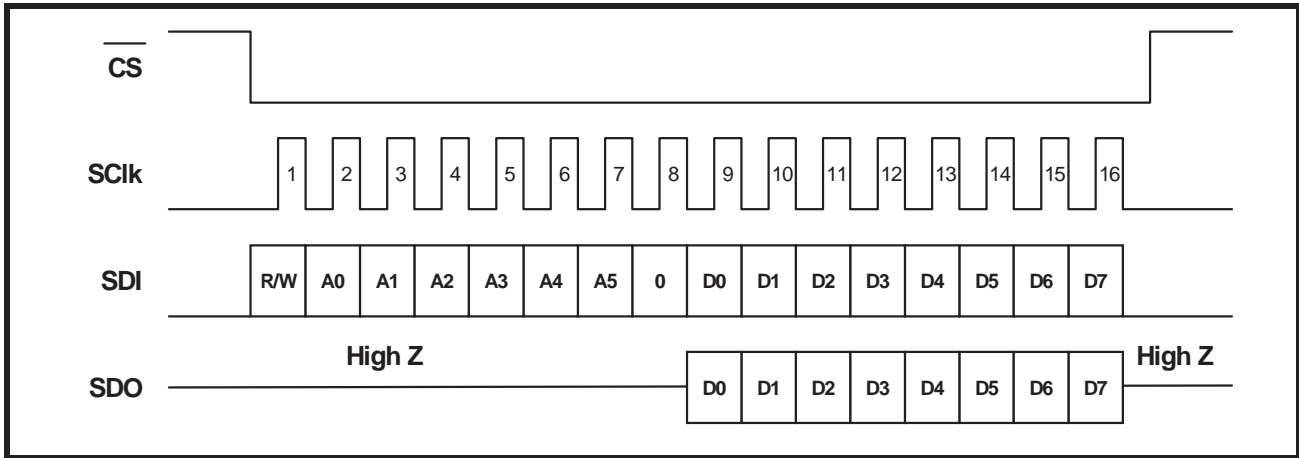 CS
SClk 1 2 3 4 5 6 7 8 9 10 11 12 13 14 15 16
SDI R/W A0 A1 A2 A3 A4 A5 0 D0 D1 D2 D3 D4 D5 D6 D7
High Z High Z
SDO D0 D1 D2 D3 D4 D5 D6 D7